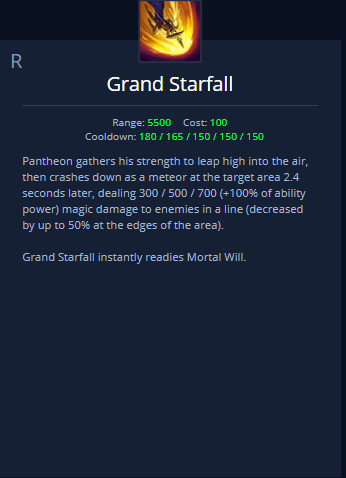 R
Grand Starfall
Range: 5500 Cost: 100
Cooldown: 180 / 165 / 150 / 150 / 150
Pantheon gathers his strength to leap high into the air,
then crashes down as a meteor at the target area 2.4
seconds later, dealing 300 / 500 / 700 (+100% of ability
power) magic damage to enemies in a line (decreased
by up to 50% at the edges of the area).
Grand Starfall instantly readies Mortal Will.